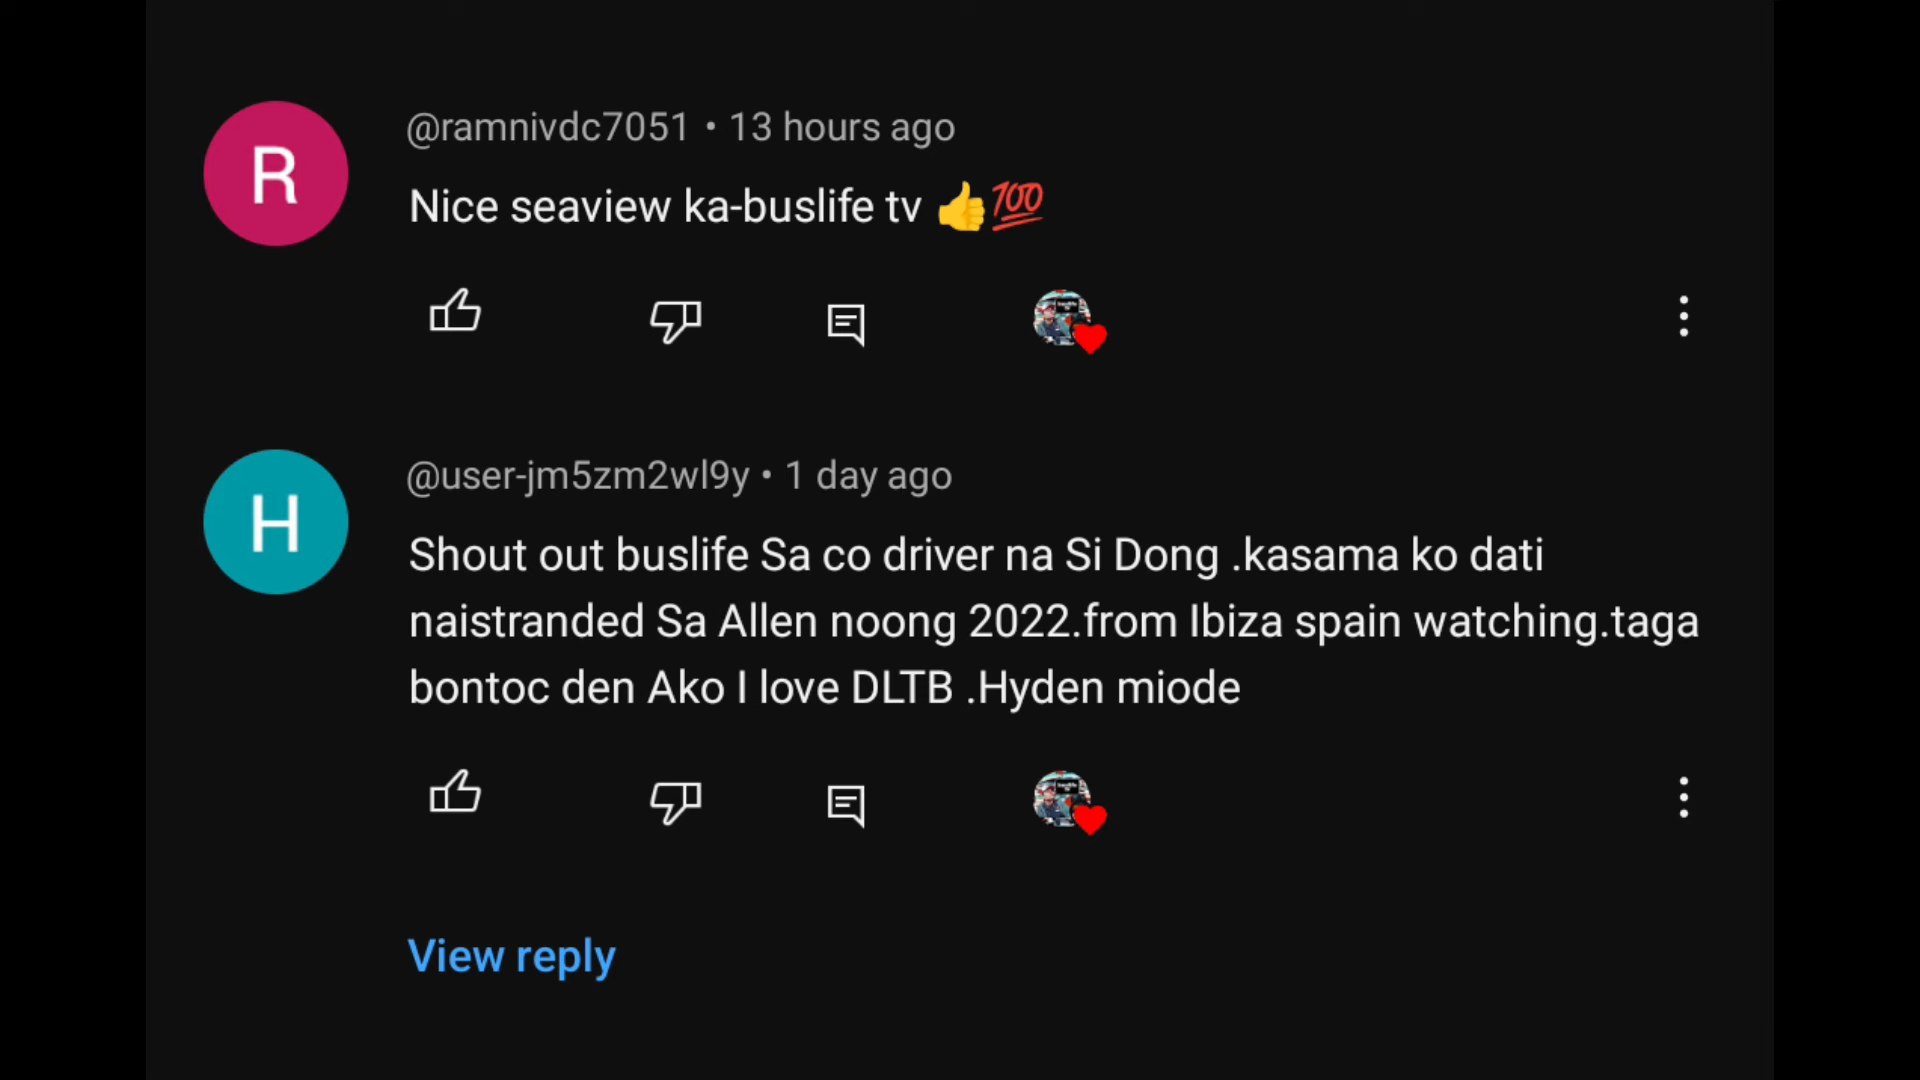 R
@ramnivdc7051 • 13 hours ago
Nice seaview ka-buslife tv 👍💯
H
@user-jm5zm2wl9y • 1 day ago
Shout out buslife Sa co driver na Si Dong .kasama ko dati
naistranded Sa Allen noong 2022.from Ibiza spain watching.taga
bontoc den Ako I love DLTB .Hyden miode
View reply